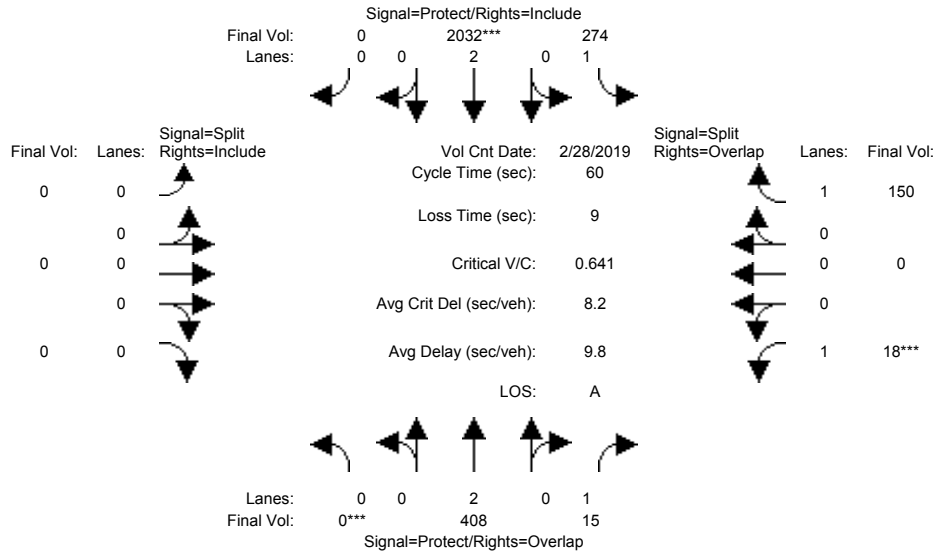 Signal=Protect/Rights=Include
Final Vol: 0 2032*** 274
Lanes: 0 0 2 0 1
Signal=Split
Final Vol: Lanes: Rights=Include
Vol Cnt Date: 2/28/2019
Signal=Split
Rights=Overlap Lanes: Final Vol:
Cycle Time (sec): 60
0 0
1 150
Loss Time (sec): 9
0
0
0 0
Critical V/C: 0.641
0 0
0
Avg Crit Del (sec/veh): 8.2
0
0 0
Avg Delay (sec/veh): 9.8
1 18***
LOS: A
Lanes: 0 0 2 0 1
Final Vol: 0*** 408 15
Signal=Protect/Rights=Overlap